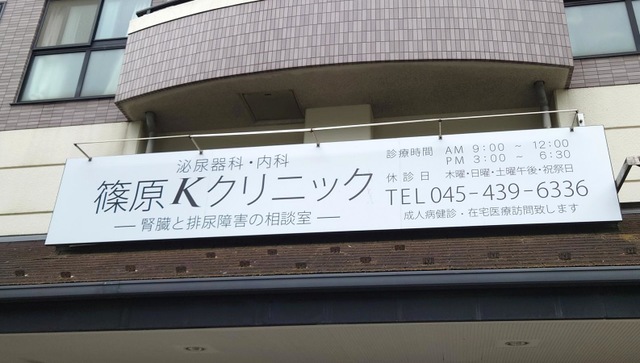 泌尿器科・内科
篠原Kクリニック
― 腎臓と排尿障害の相談室 ―
診療時間 AM 9:00 ～ 12:00
PM 3:00 ～ 6:30
休診日 木曜・日曜・土曜午後・祝祭日
TEL 045-439-6336
成人病健診・在宅医療訪問致します